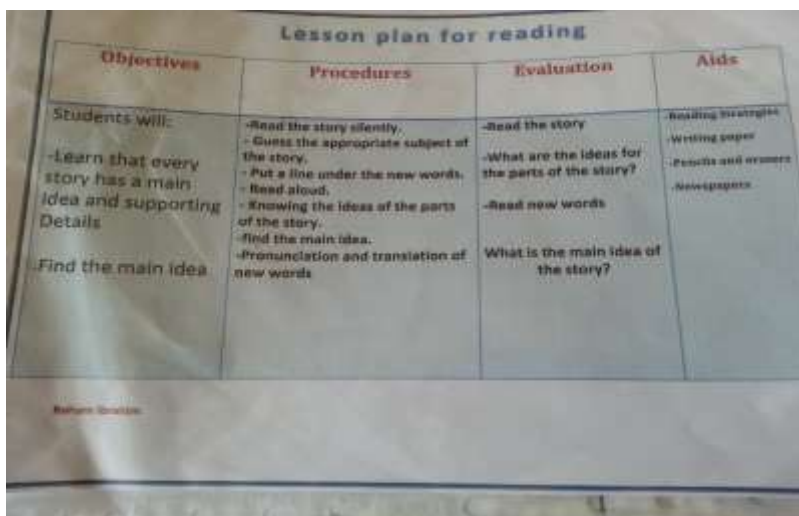 Lesson plan for reading
Objectives
Procedures
Evaluation
Aids
Students will:
-Learn that every
story has a main
idea and supporting
Details
.Find the main idea
-Read the story silently.
- Guess the appropriate subject of
the story.
- Put a line under the new words.
- Read aloud.
- Knowing the ideas of the parts
of the story.
-find the main idea.
-Pronunciation and translation of
new words
-Read the story
-What are the ideas for
the parts of the story?
-Read new words
What is the main idea of
the story?
-Reading Strategies
-Writing paper
-Pencils and erasers
-Newspapers